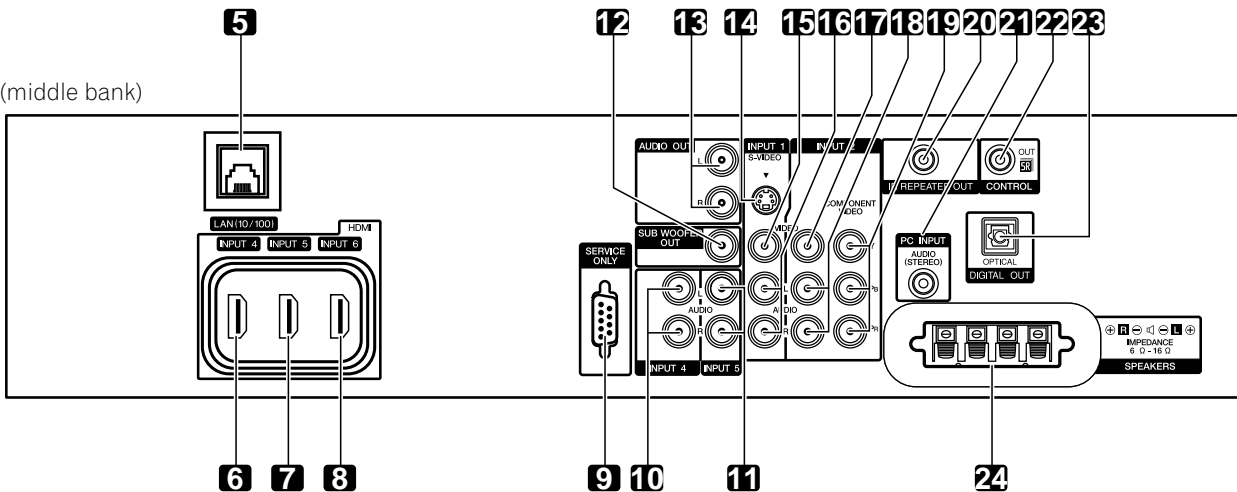 5 12 13 14 15 16 17 18 19 20 21 22 23
(middle bank)
AUDIO OUT
L
R
INPUT 1
S-VIDEO
INPUT 2
COMPONENT
VIDEO
VIDEO
Y
PB
PR
IR REPEATER OUT
OUT
SR
CONTROL
LAN (10/100)
HDMI
INPUT 4 INPUT 5 INPUT 6
SUB WOOFER
OUT
SERVICE
ONLY
PC INPUT
AUDIO
(STEREO)
OPTICAL
DIGITAL OUT
L
AUDIO
R
L
AUDIO
R
INPUT 4 INPUT 5
⊕ R ⊖ ⊖ L ⊕
IMPEDANCE
6 Ω - 16 Ω
SPEAKERS
6 7 8 9 10 11 24